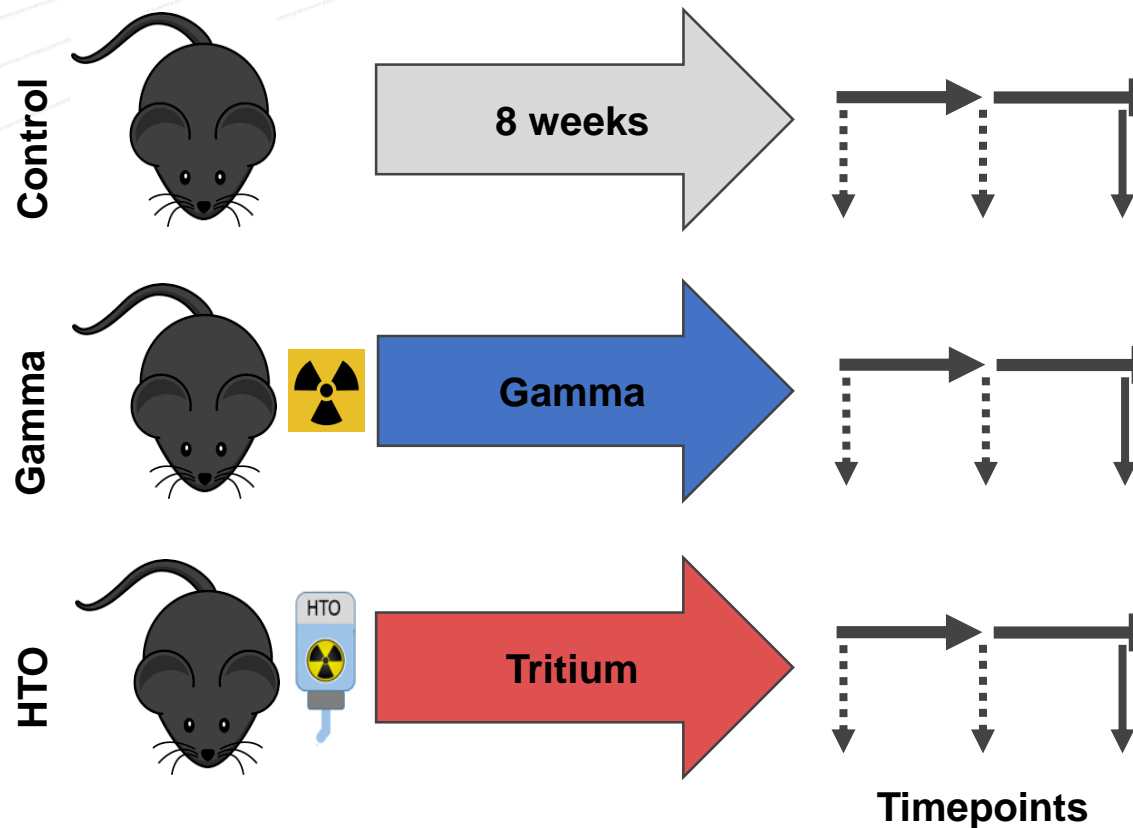 Control
8 weeks
Gamma
Gamma
HTO
HTO
Tritium
Timepoints